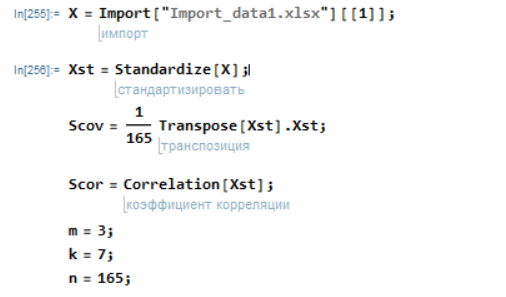 In[255]:= X = Import["Import_data1.xlsx"][[1]];
импорт
In[256]:= Xst = Standardize[X];
стандартизировать
Scov = 1/165 Transpose[Xst].Xst;
транспозиция
Scor = Correlation[Xst];
коэффициент корреляции
m = 3;
k = 7;
n = 165;